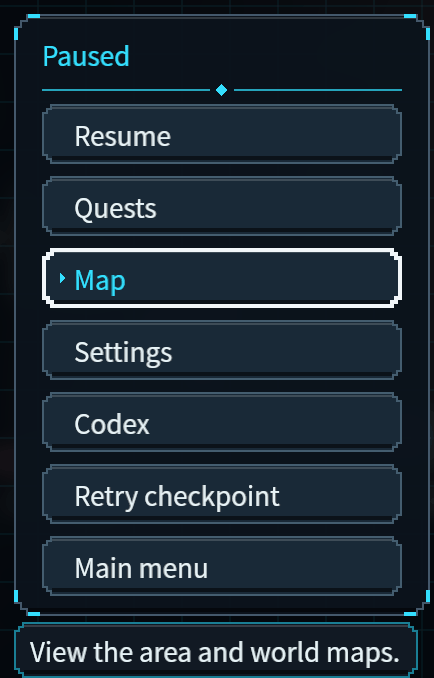 Paused
Resume
Quests
Map
Settings
Codex
Retry checkpoint
Main menu
View the area and world maps.